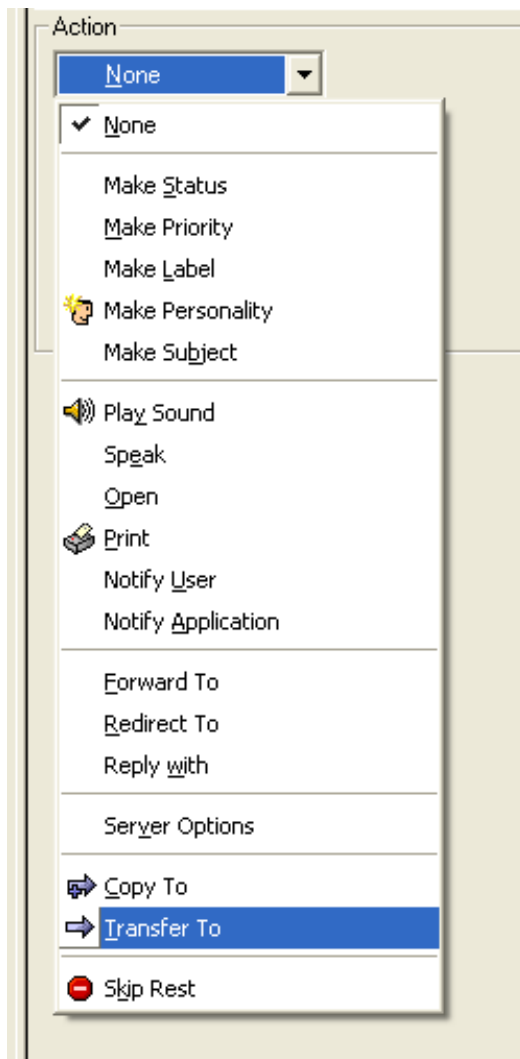 Action
None
None
Make Status
Make Priority
Make Label
Make Personality
Make Subject
Play Sound
Speak
Open
Print
Notify User
Notify Application
Forward To
Redirect To
Reply with
Server Options
Copy To
Transfer To
Skip Rest